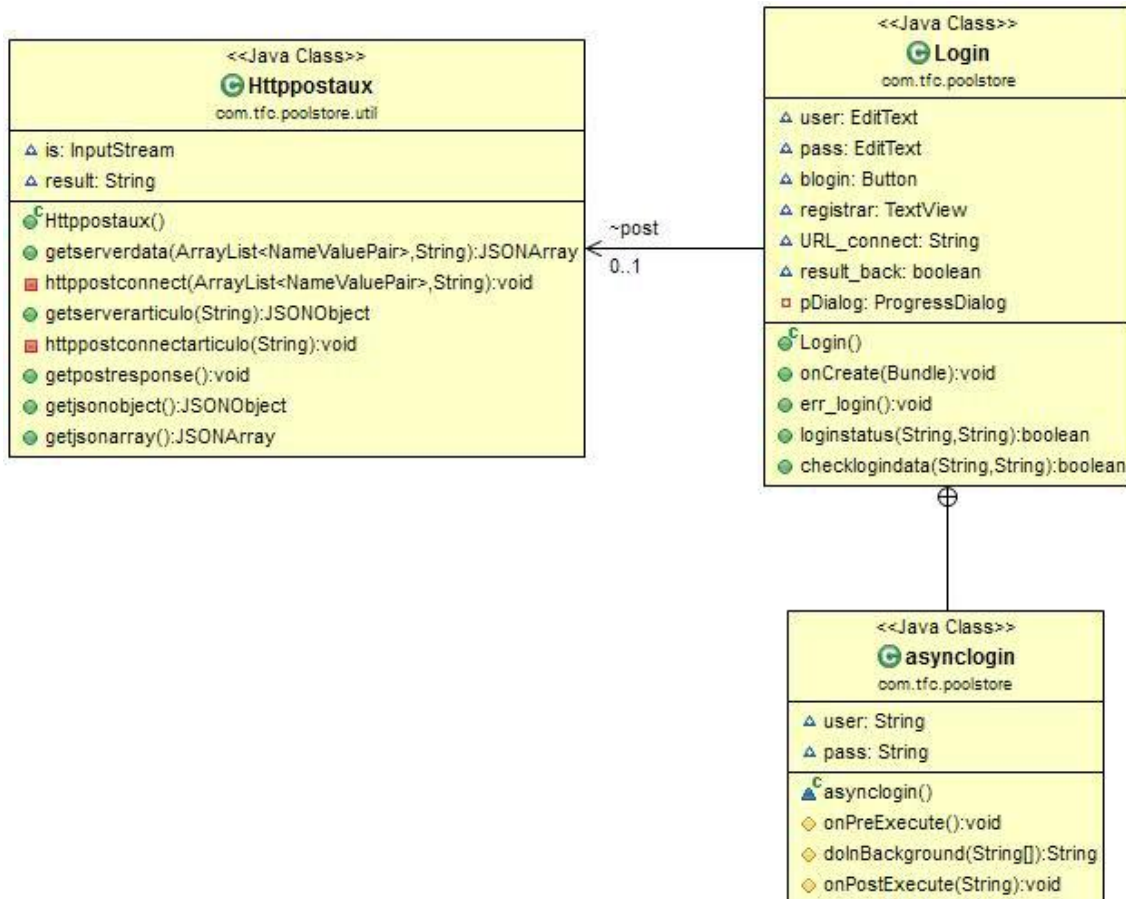 <<Java Class>>
Httppostaux
com.tfc.poolstore.util
is: InputStream
result: String
Httppostaux()
getserverdata(ArrayList<NameValuePair>,String):JSONArray
httppostconnect(ArrayList<NameValuePair>,String):void
getserverarticulo(String):JSONObject
httppostconnectarticulo(String):void
getpostresponse():void
getjsonobject():JSONObject
getjsonarray():JSONArray
~post
0..1
<<Java Class>>
Login
com.tfc.poolstore
user: EditText
pass: EditText
blogin: Button
registrar: TextView
URL_connect: String
result_back: boolean
pDialog: ProgressDialog
Login()
onCreate(Bundle):void
err_login():void
loginstatus(String,String):boolean
checklogindata(String,String):boolean
<<Java Class>>
asynclogin
com.tfc.poolstore
user: String
pass: String
asynclogin()
onPreExecute():void
doInBackground(String[]):String
onPostExecute(String):void